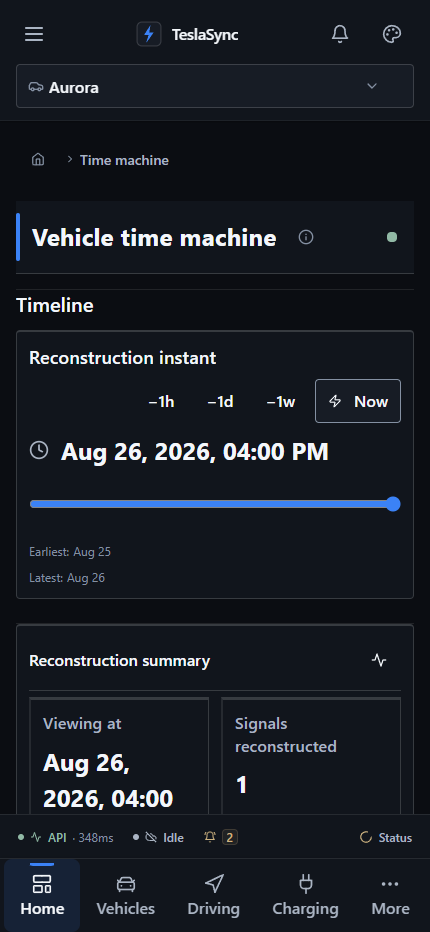 TeslaSync
Aurora
Time machine
Vehicle time machine
Timeline
Reconstruction instant
−1h −1d −1w Now
Aug 26, 2026, 04:00 PM
Earliest: Aug 25
Latest: Aug 26
Reconstruction summary
Viewing at
Aug 26,
2026, 04:00
Signals
reconstructed
1
API · 348ms Idle 2 Status
Home Vehicles Driving Charging More